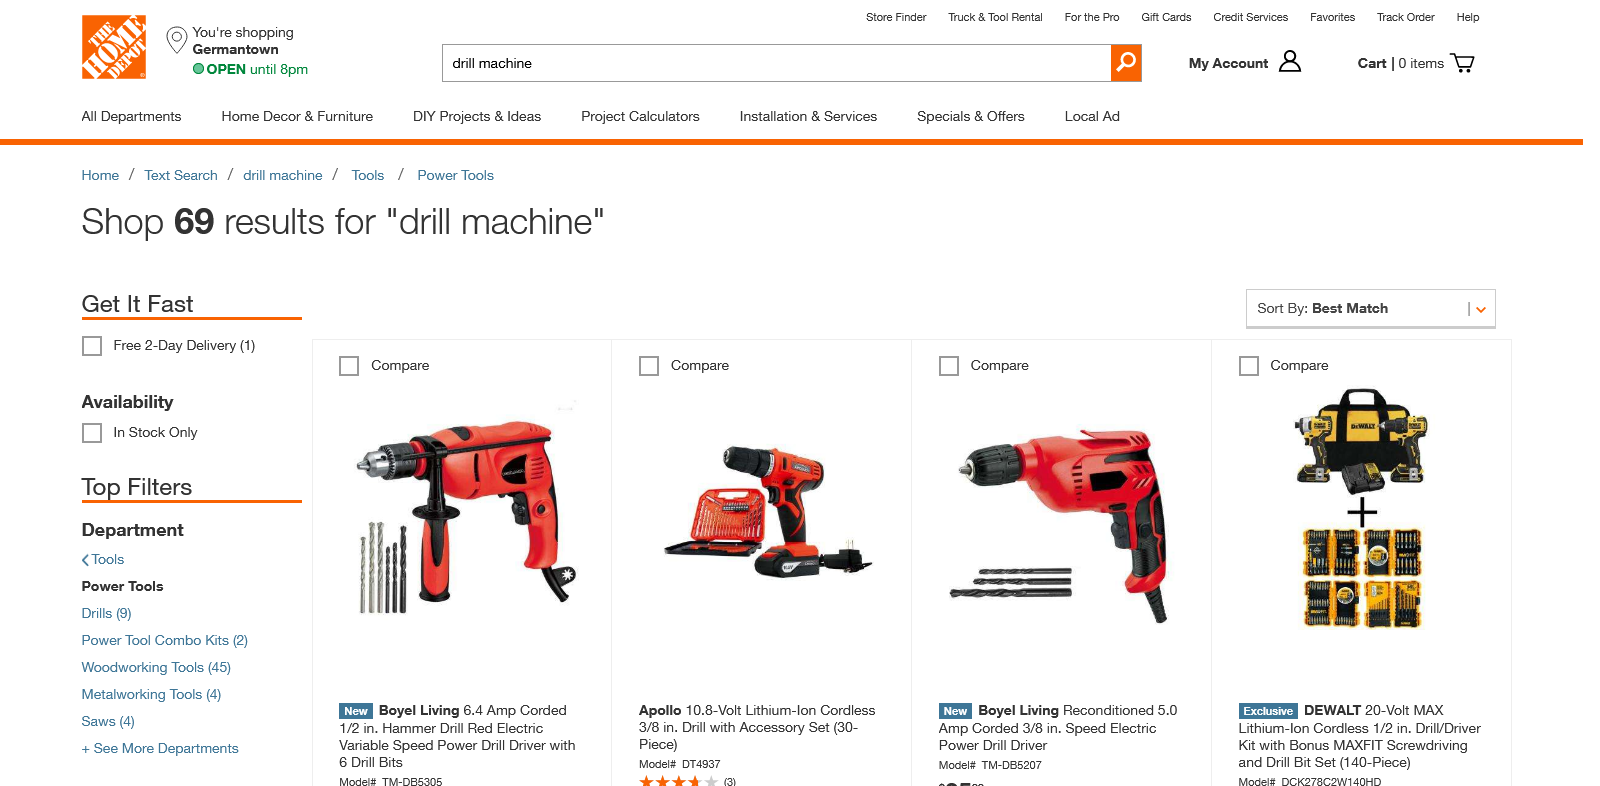 Store Finder Truck & Tool Rental For the Pro Gift Cards Credit Services Favorites Track Order Help
THE HOME DEPOT
You're shopping
Germantown
OPEN until 8pm
drill machine
My Account
Cart | 0 items
All Departments Home Decor & Furniture DIY Projects & Ideas Project Calculators Installation & Services Specials & Offers Local Ad
Home / Text Search / drill machine / Tools / Power Tools
Shop 69 results for "drill machine"
Get It Fast
Free 2-Day Delivery (1)
Availability
In Stock Only
Top Filters
Department
Tools
Power Tools
Drills (9)
Power Tool Combo Kits (2)
Woodworking Tools (45)
Metalworking Tools (4)
Saws (4)
+ See More Departments
Sort By: Best Match
Compare
New Boyel Living 6.4 Amp Corded
1/2 in. Hammer Drill Red Electric
Variable Speed Power Drill Driver with
6 Drill Bits
Model# TM-DB5305
Compare
Apollo 10.8-Volt Lithium-Ion Cordless
3/8 in. Drill with Accessory Set (30-
Piece)
Model# DT4937
(3)
Compare
New Boyel Living Reconditioned 5.0
Amp Corded 3/8 in. Speed Electric
Power Drill Driver
Model# TM-DB5207
Compare
DEWALT
Exclusive DEWALT 20-Volt MAX
Lithium-Ion Cordless 1/2 in. Drill/Driver
Kit with Bonus MAXFIT Screwdriving
and Drill Bit Set (140-Piece)
Model# DCK278C2W140HD